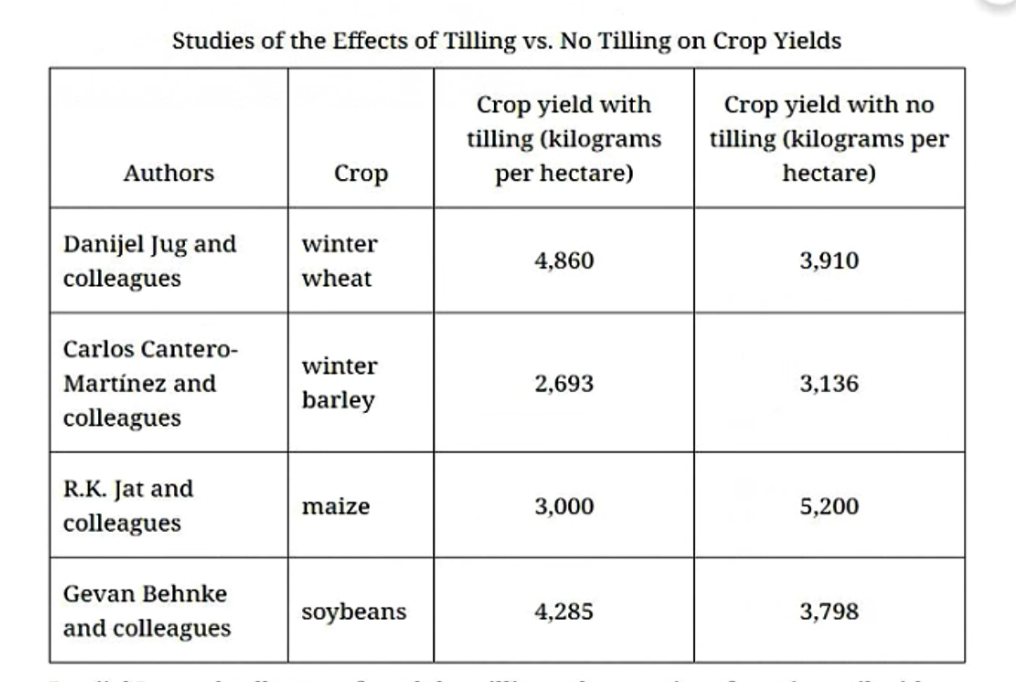 Studies of the Effects of Tilling vs. No Tilling on Crop Yields
Authors
Crop
Crop yield with
tilling (kilograms
per hectare)
Crop yield with no
tilling (kilograms per
hectare)
Danijel Jug and
colleagues
winter
wheat
4,860
3,910
Carlos Cantero-
Martínez and
colleagues
winter
barley
2,693
3,136
R.K. Jat and
colleagues
maize
3,000
5,200
Gevan Behnke
and colleagues
soybeans
4,285
3,798